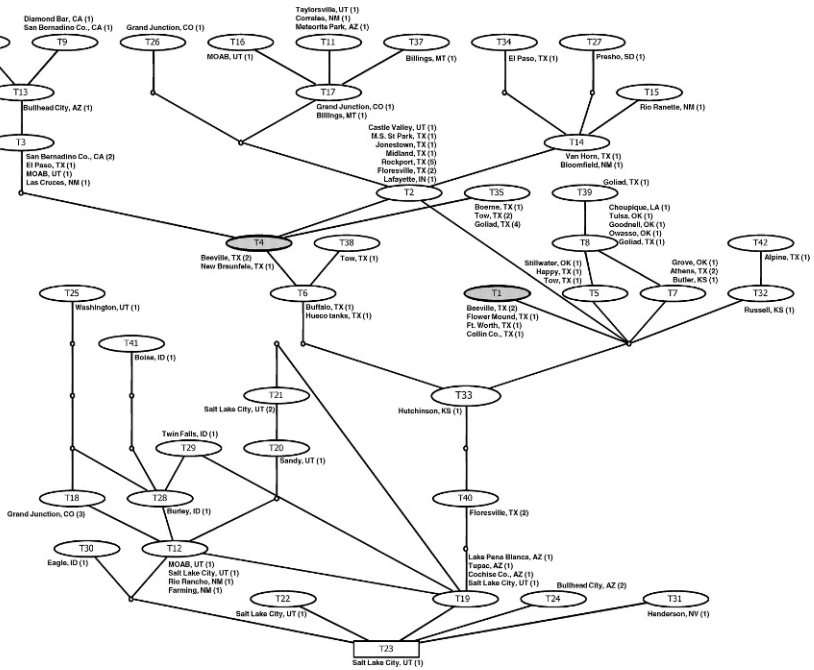 Diamond Bar, CA (1)
San Bernadino Co., CA (1)
T9
Grand Junction, CO (1)
T26
T16
MOAB, UT (1)
Taylorsville, UT (1)
Corrales, NM (1)
Meteorite Park, AZ (1)
T11
T37
Billings, MT (1)
T34
El Paso, TX (1)
T27
Presho, SD (1)
T13
Bullhead City, AZ (1)
T17
Grand Junction, CO (1)
Billings, MT (1)
T15
Rio Ranette, NM (1)
T3
San Bernadino Co., CA (2)
El Paso, TX (1)
MOAB, UT (1)
Las Cruces, NM (1)
Castle Valley, UT (1)
M.S. St Park, TX (1)
Jonestown, TX (1)
Midland, TX (1)
Rockport, TX (5)
Floresville, TX (2)
Lafayette, IN (1)
T2
T14
Van Horn, TX (1)
Bloomfield, NM (1)
T35
Boerne, TX (1)
Tow, TX (2)
Goliad, TX (4)
Goliad, TX (1)
T39
Choupique, LA (1)
Tulsa, OK (1)
Goodnell, OK (1)
Owasso, OK (1)
Goliad, TX (1)
T4
Beeville, TX (2)
New Braunfels, TX (1)
T38
Tow, TX (1)
T8
T42
Alpine, TX (1)
Stillwater, OK (1)
Happy, TX (1)
Tow, TX (1)
Grove, OK (1)
Athens, TX (2)
Butler, KS (1)
T25
Washington, UT (1)
T6
Buffalo, TX (1)
Hueco tanks, TX (1)
T1
Beeville, TX (2)
Flower Mound, TX (1)
Ft. Worth, TX (1)
Collin Co., TX (1)
T5
T7
T32
Russell, KS (1)
T41
Boise, ID (1)
T21
Salt Lake City, UT (2)
T33
Hutchinson, KS (1)
Twin Falls, ID (1)
T29
T20
Sandy, UT (1)
T18
Grand Junction, CO (3)
T28
Burley, ID (1)
T40
Floresville, TX (2)
T30
Eagle, ID (1)
T12
MOAB, UT (1)
Salt Lake City, UT (1)
Rio Rancho, NM (1)
Farming, NM (1)
Lake Pena Blanca, AZ (1)
Tupac, AZ (1)
Cochise Co., AZ (1)
Salt Lake City, UT (1)
T22
Salt Lake City, UT (1)
T19
Bullhead City, AZ (2)
T24
T31
Henderson, NV (1)
T23
Salt Lake City, UT (1)